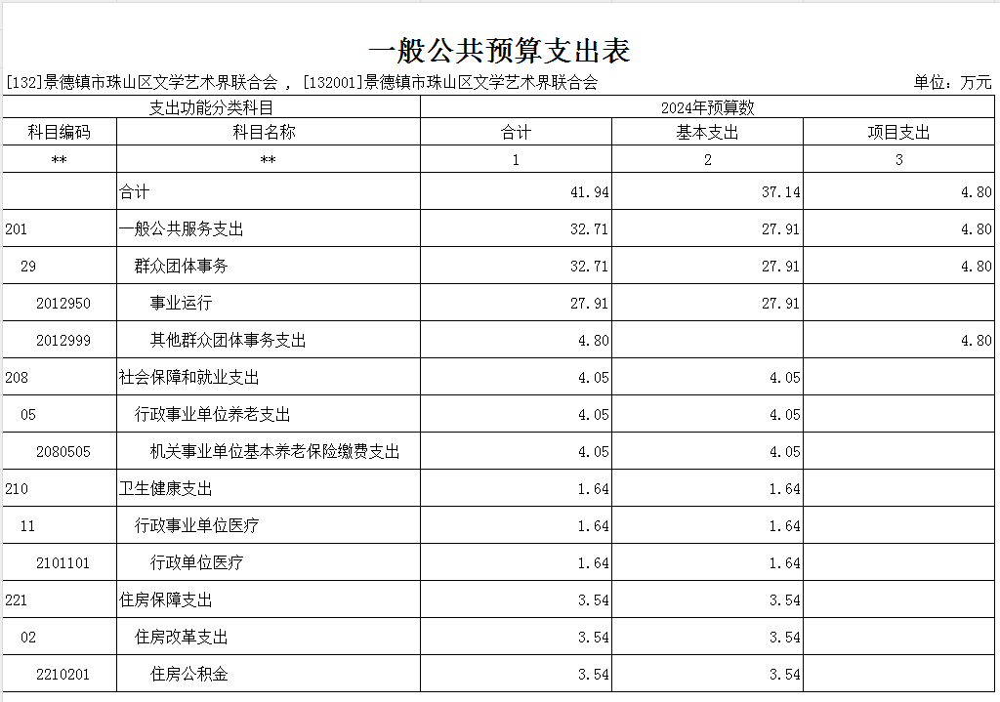 一般公共预算支出表
[132]景德镇市珠山区文学艺术界联合会 , [132001]景德镇市珠山区文学艺术界联合会 单位：万元
支出功能分类科目 2024年预算数
科目编码 科目名称 合计 基本支出 项目支出
** ** 1 2 3
合计 41.94 37.14 4.80
201 一般公共服务支出 32.71 27.91 4.80
29 群众团体事务 32.71 27.91 4.80
2012950 事业运行 27.91 27.91
2012999 其他群众团体事务支出 4.80 4.80
208 社会保障和就业支出 4.05 4.05
05 行政事业单位养老支出 4.05 4.05
2080505 机关事业单位基本养老保险缴费支出 4.05 4.05
210 卫生健康支出 1.64 1.64
11 行政事业单位医疗 1.64 1.64
2101101 行政单位医疗 1.64 1.64
221 住房保障支出 3.54 3.54
02 住房改革支出 3.54 3.54
2210201 住房公积金 3.54 3.54